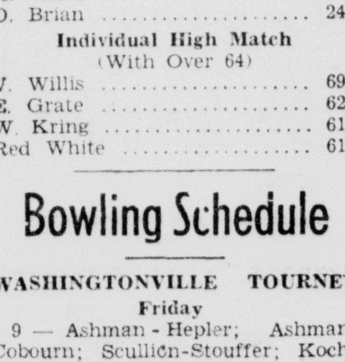 D. Brian ..................... 24
Individual High Match
(With Over 64)
V. Willis ..................... 69
E. Grate ..................... 62
W. Kring ..................... 61
Red White ................... 61
Bowling Schedule
WASHINGTONVILLE TOURNE
Friday
9 — Ashman - Hepler; Ashman
Cobourn; Scullion-Stouffer; Koch